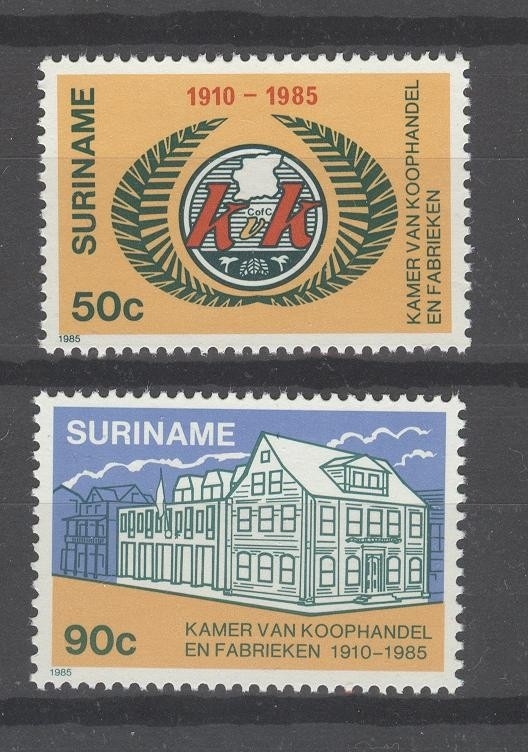 SURINAME
1910 – 1985
KAMER VAN KOOPHANDEL
EN FABRIEKEN
CofC
kvk
50c
1985
SURINAME
90c
KAMER VAN KOOPHANDEL
EN FABRIEKEN 1910–1985
1985